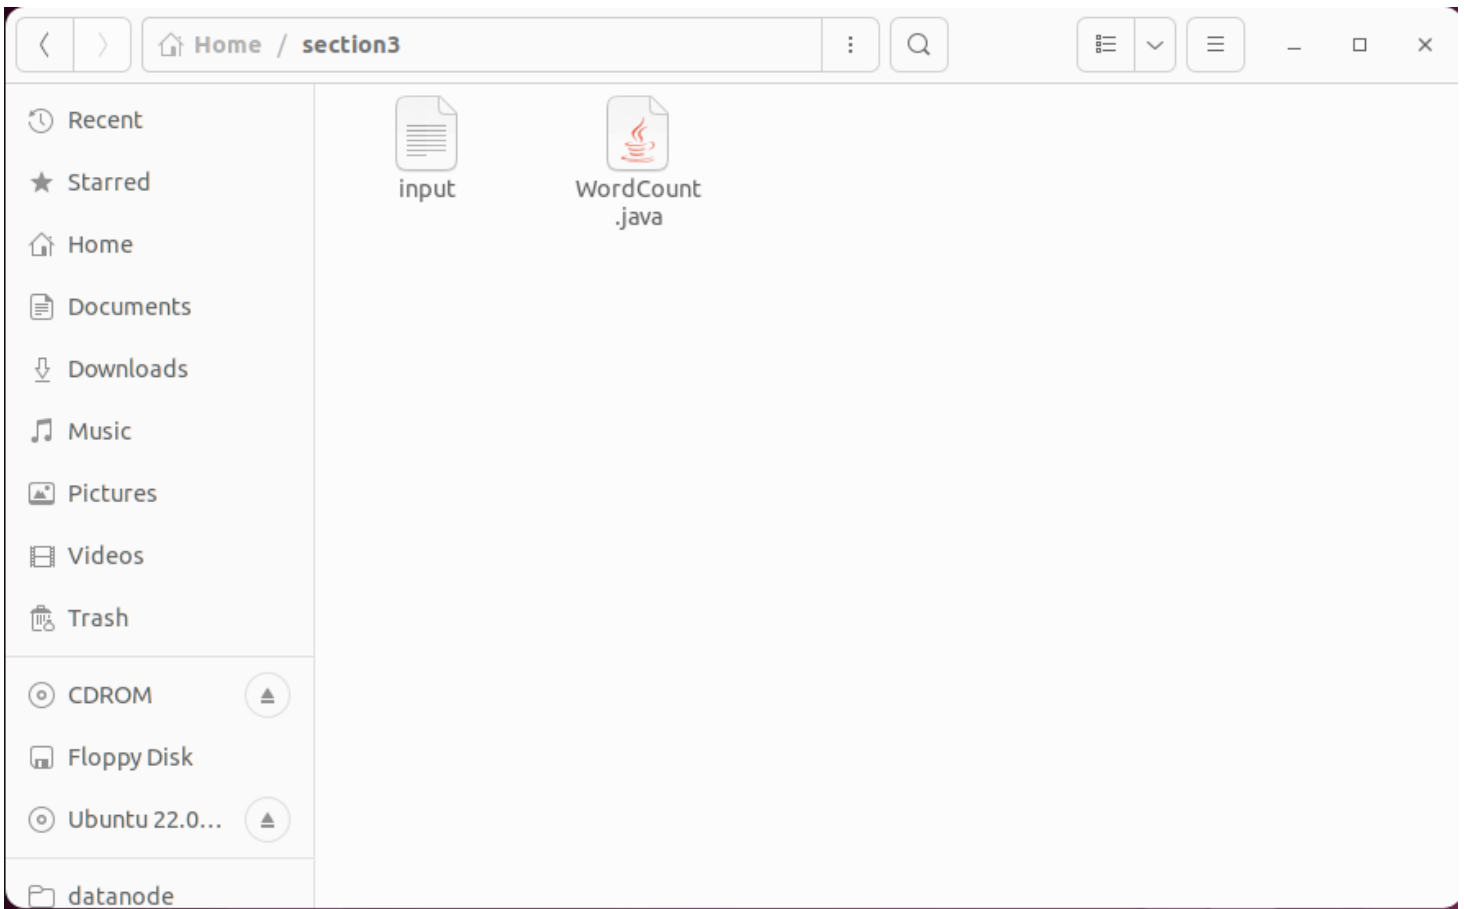 Home / section3
Recent
Starred
Home
Documents
Downloads
Music
Pictures
Videos
Trash
CDROM
Floppy Disk
Ubuntu 22.0...
datanode
input
WordCount
.java